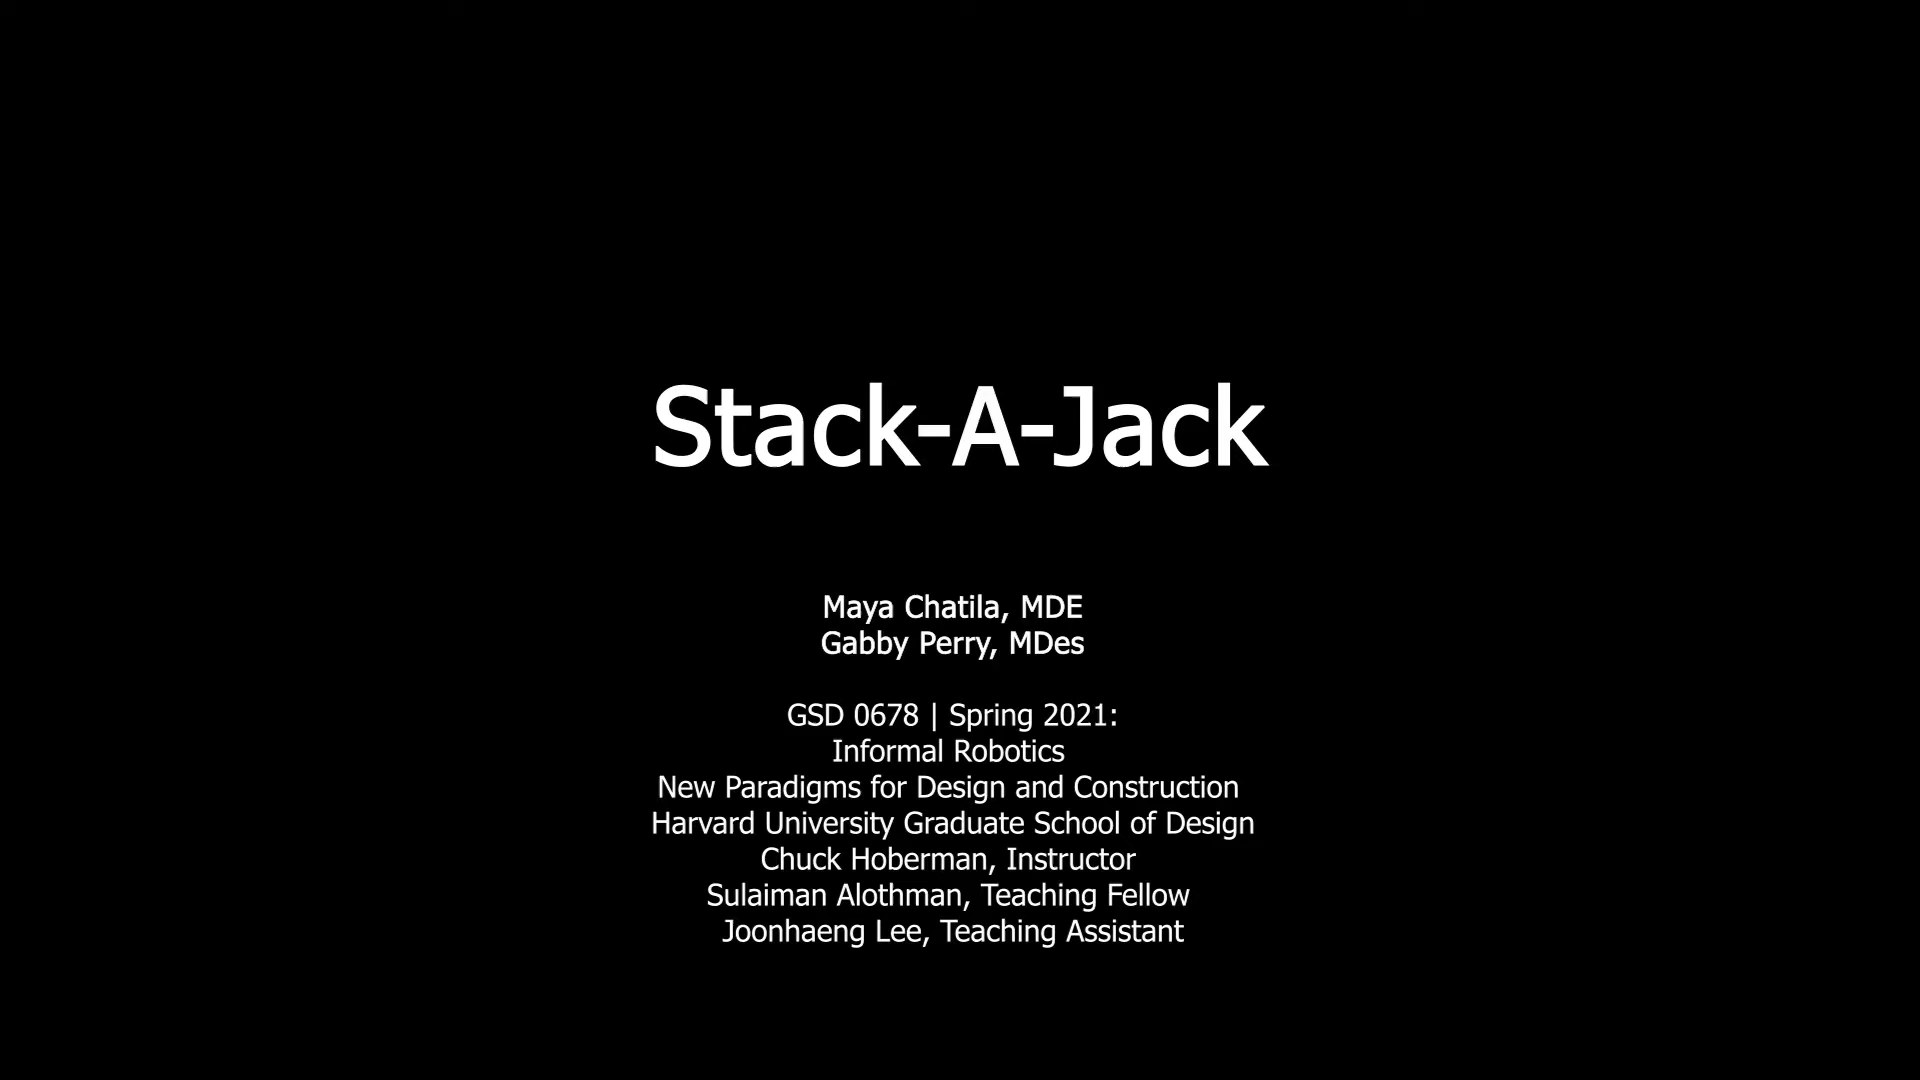 Stack-A-Jack
Maya Chatila, MDE
Gabby Perry, MDes
GSD 0678 | Spring 2021:
Informal Robotics
New Paradigms for Design and Construction
Harvard University Graduate School of Design
Chuck Hoberman, Instructor
Sulaiman Alothman, Teaching Fellow
Joonhaeng Lee, Teaching Assistant